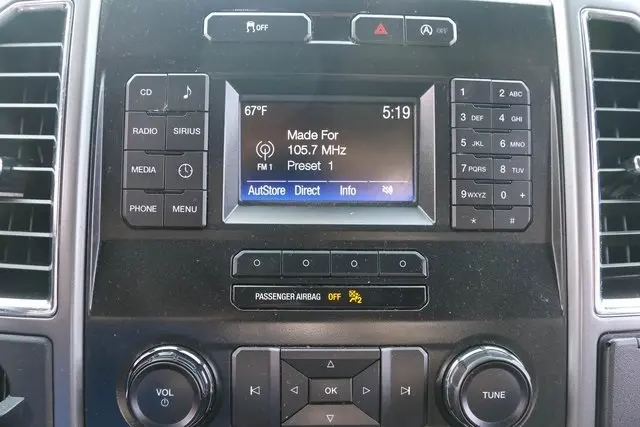 OFF
A OFF
CD
RADIO SIRIUS
MEDIA
PHONE MENU
67°F 5:19
Made For
105.7 MHz
FM 1 Preset 1
AutStore Direct Info
1 2 ABC
3 DEF 4 GHI
5 JKL 6 MNO
7 PQRS 8 TUV
9 WXYZ 0 +
* #
PASSENGER AIRBAG OFF 2
VOL
OK
TUNE